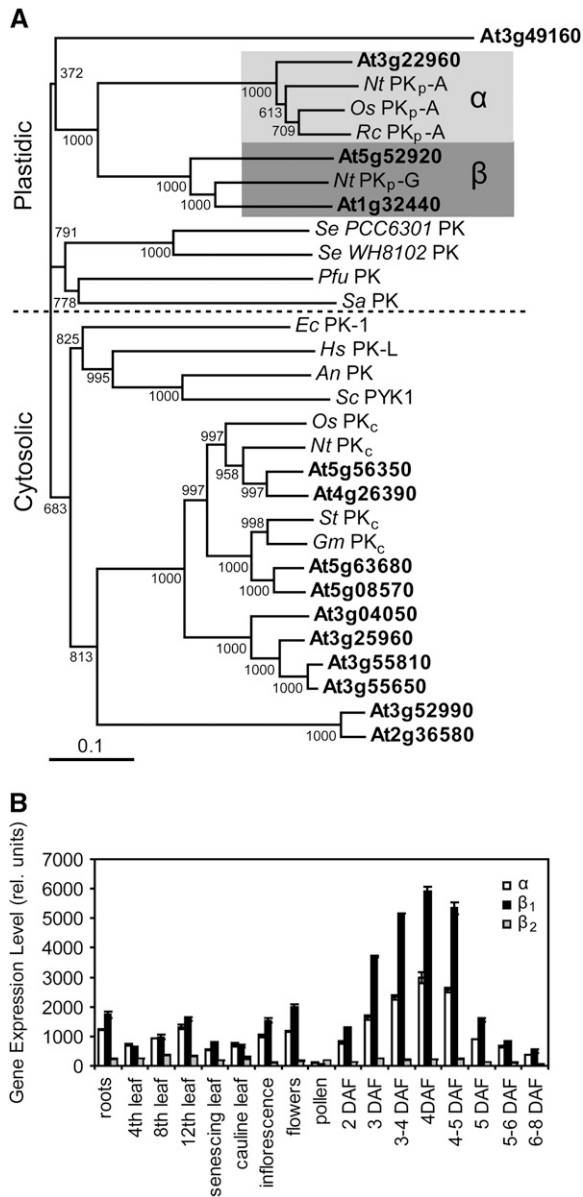 A
At3g49160
372
At3g22960
1000
Nt PKp-A
α
613
Os PKp-A
709
Rc PKp-A
1000
Plastidic
At5g52920
β
1000
Nt PKp-G
1000
At1g32440
791
Se PCC6301 PK
1000
Se WH8102 PK
Pfu PK
778
Sa PK
825
Ec PK-1
Hs PK-L
995
An PK
1000
Sc PYK1
Cytosolic
Os PKc
997
Nt PKc
958
At5g56350
997
997
At4g26390
683
998
St PKc
Gm PKc
1000
At5g63680
1000
1000
At5g08570
At3g04050
At3g25960
1000
At3g55810
1000
813
1000
At3g55650
At3g52990
1000
At2g36580
0.1
B
Gene Expression Level (rel. units)
7000
6000
5000
4000
3000
2000
1000
0
α
β1
β2
roots
4th leaf
8th leaf
12th leaf
senescing leaf
cauline leaf
inflorescence
flowers
pollen
2 DAF
3 DAF
3-4 DAF
4DAF
4-5 DAF
5 DAF
5-6 DAF
6-8 DAF